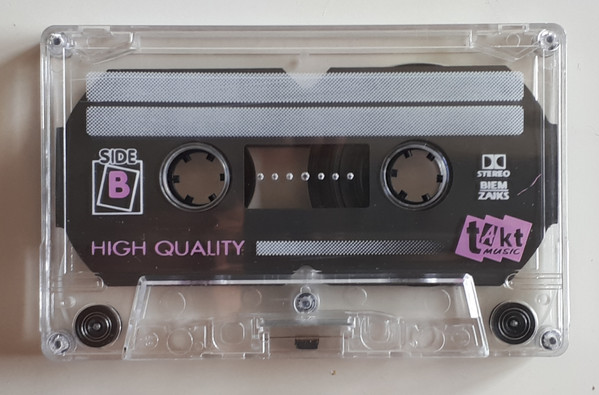 SIDE
B
STEREO
BIEM
ZAIKS
HIGH QUALITY
tAkt
MUSIC